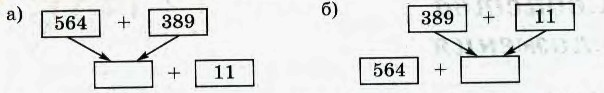 а) 564 + 389
+ 11
б) 389 + 11
564 +